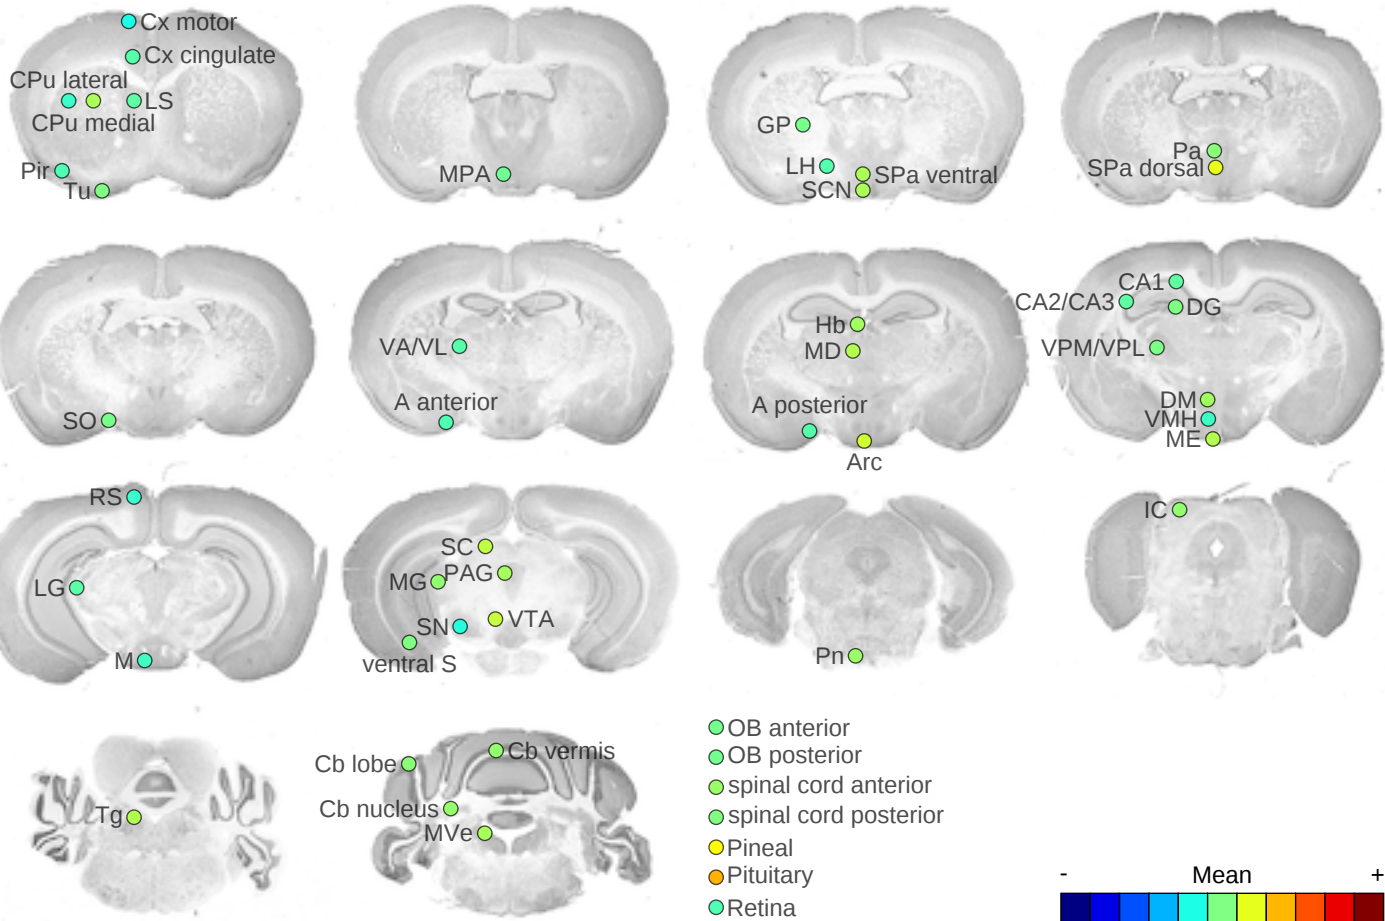 Cx motor
Cx cingulate
CPu lateral
LS
CPu medial
Pir
Tu
MPA
GP
LH
SPa ventral
SCN
Pa
SPa dorsal
SO
VA/VL
A anterior
Hb
MD
A posterior
Arc
CA1
CA2/CA3
DG
VPM/VPL
DM
VMH
ME
RS
LG
M
SC
PAG
MG
SN
VTA
ventral S
Pn
IC
Tg
Cb lobe
Cb vermis
Cb nucleus
MVe
OB anterior
OB posterior
spinal cord anterior
spinal cord posterior
Pineal
Pituitary
Retina
- Mean +